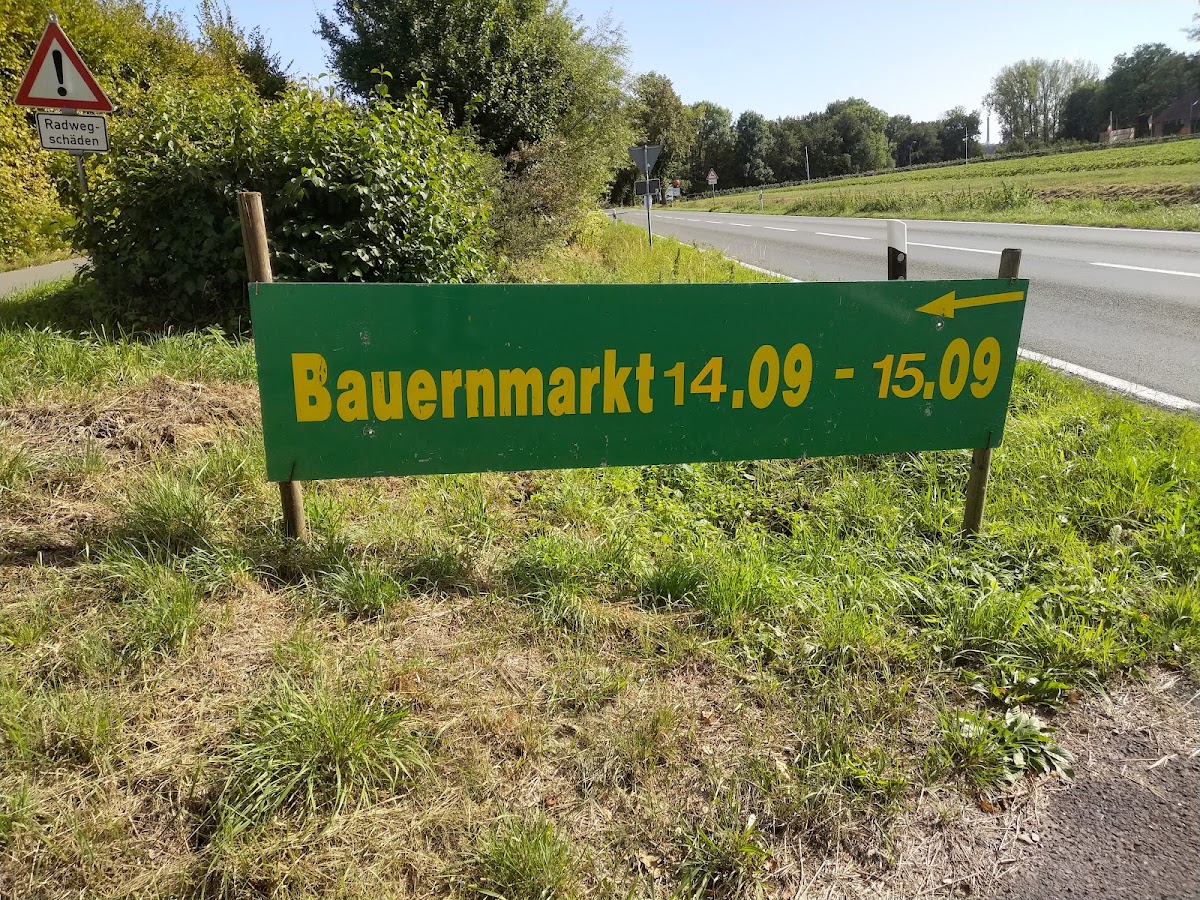 Radweg-
schäden
Bauernmarkt 14.09 - 15.09